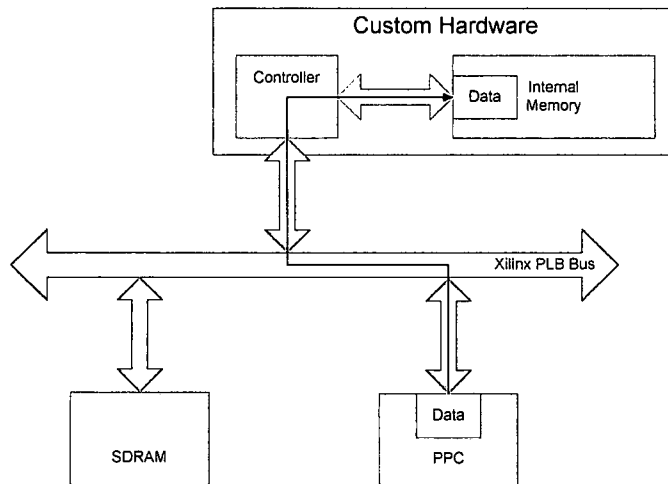 Custom Hardware
Controller
Data
Internal
Memory
Xilinx PLB Bus
SDRAM
Data
PPC